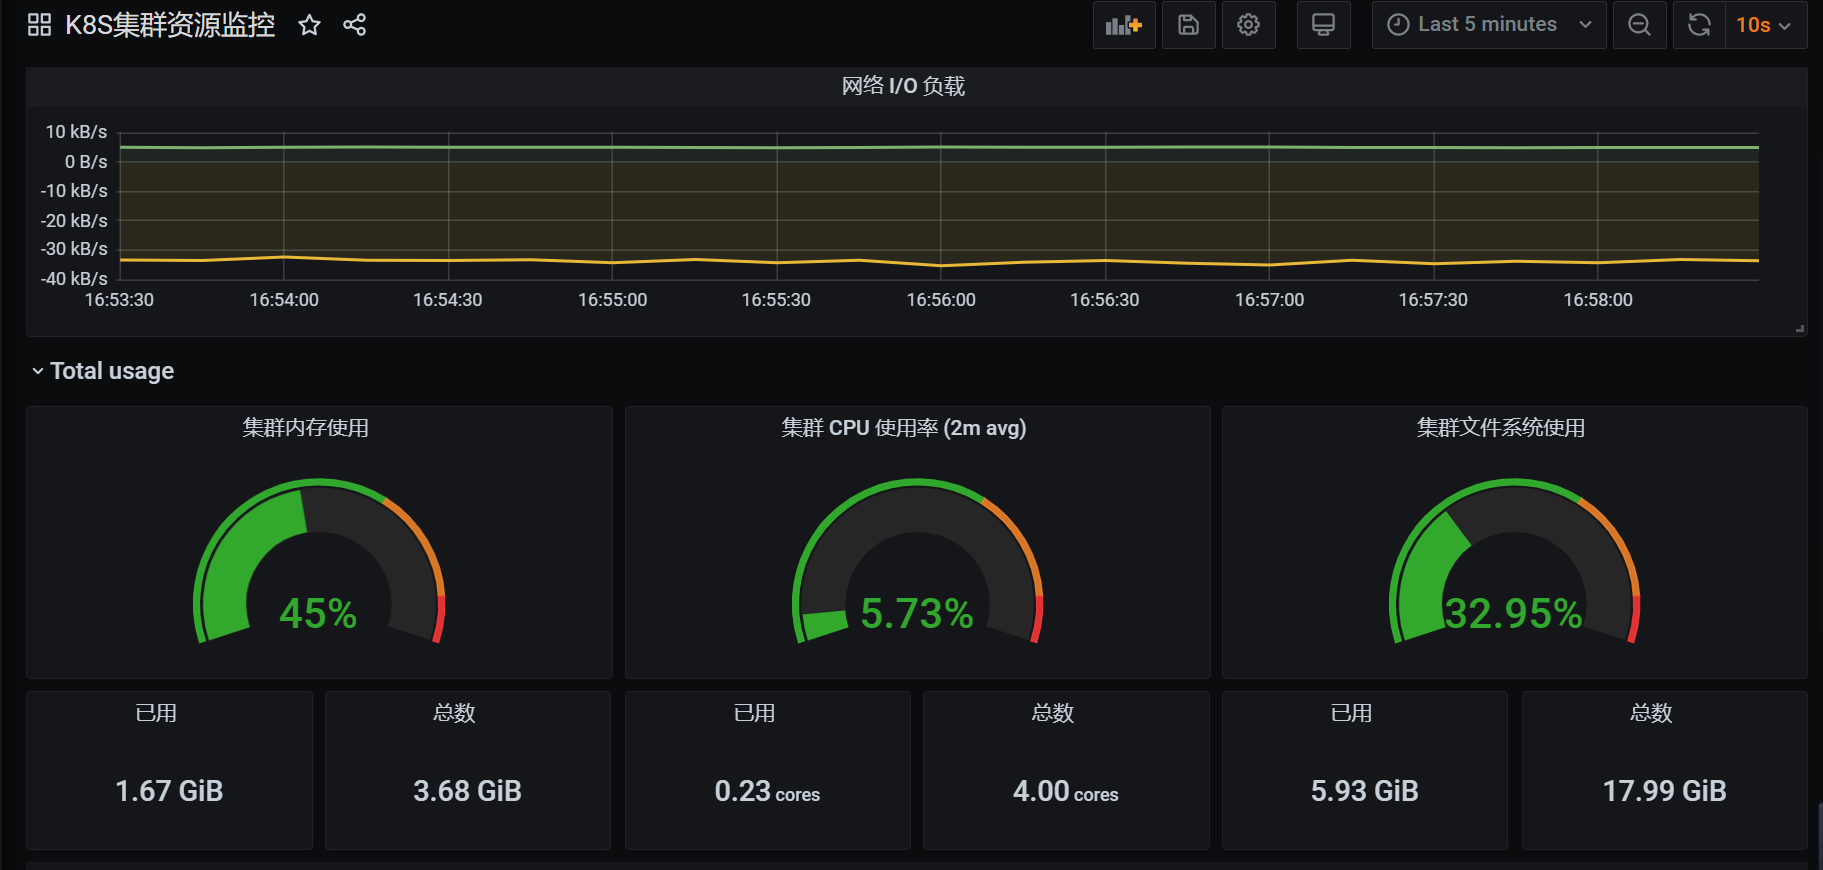 K8S集群资源监控
Last 5 minutes
10s
网络 I/O 负载
10 kB/s
0 B/s
-10 kB/s
-20 kB/s
-30 kB/s
-40 kB/s
16:53:30 16:54:00 16:54:30 16:55:00 16:55:30 16:56:00 16:56:30 16:57:00 16:57:30 16:58:00
Total usage
集群内存使用
45%
集群 CPU 使用率 (2m avg)
5.73%
集群文件系统使用
32.95%
已用
1.67 GiB
总数
3.68 GiB
已用
0.23 cores
总数
4.00 cores
已用
5.93 GiB
总数
17.99 GiB